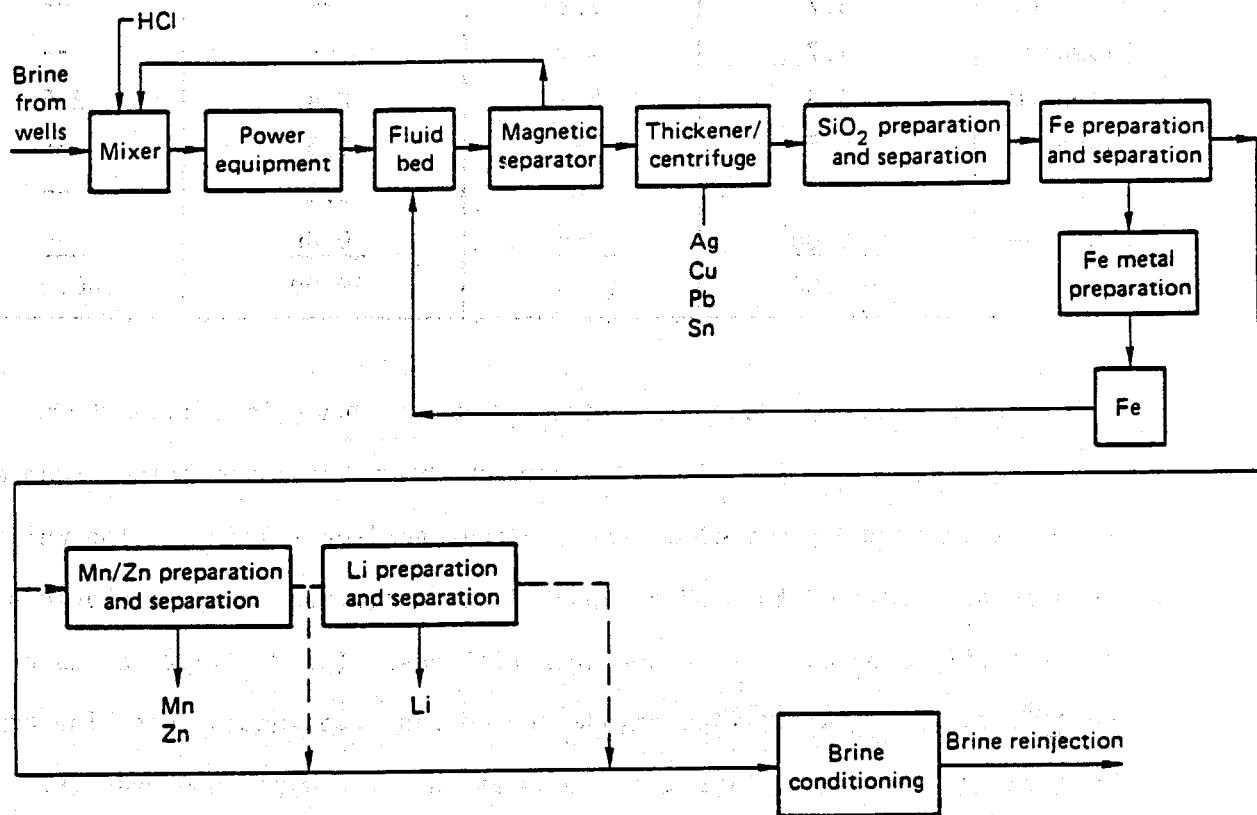 HCl
Brine
from
wells
Mixer
Power
equipment
Fluid
bed
Magnetic
separator
Thickener/
centrifuge
SiO₂ preparation
and separation
Fe preparation
and separation
Ag
Cu
Pb
Sn
Fe metal
preparation
Fe
Mn/Zn preparation
and separation
Li preparation
and separation
Mn
Zn
Li
Brine
conditioning
Brine reinjection